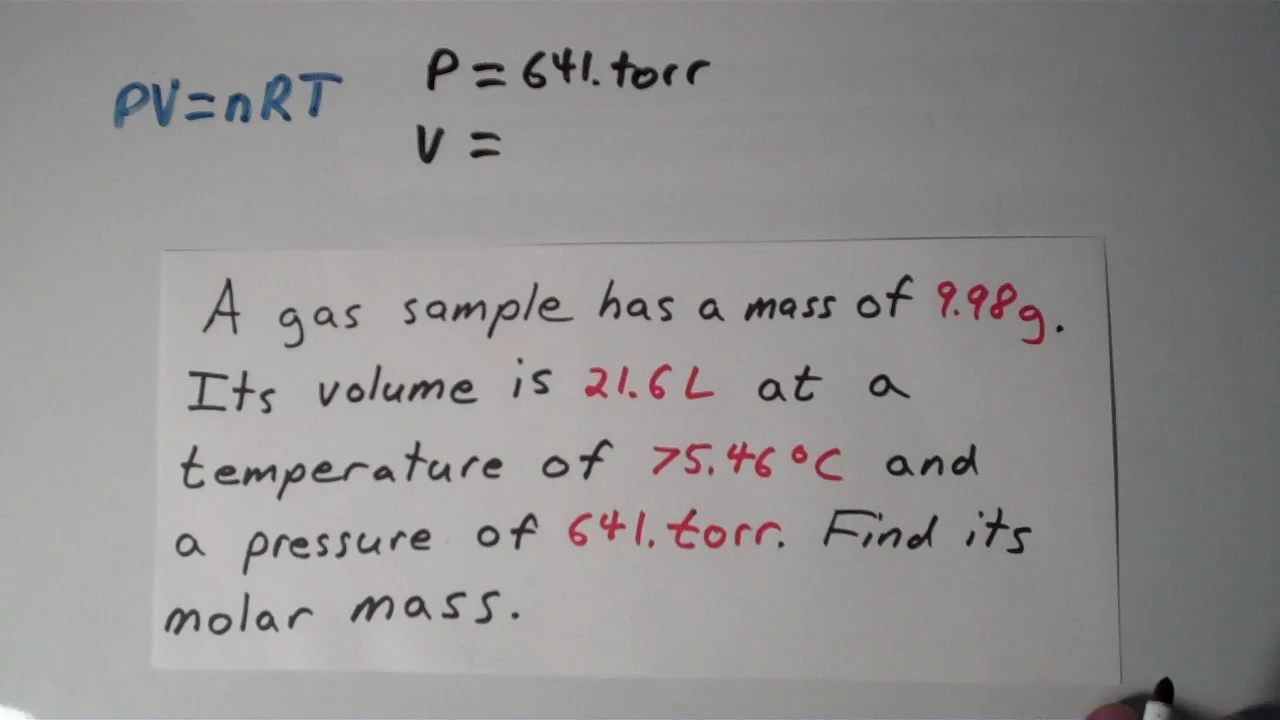 PV=nRT
P = 641. torr
V =
A gas sample has a mass of 9.98g.
Its volume is 21.6 L at a
temperature of 75.46°C and
a pressure of 641. torr. Find its
molar mass.